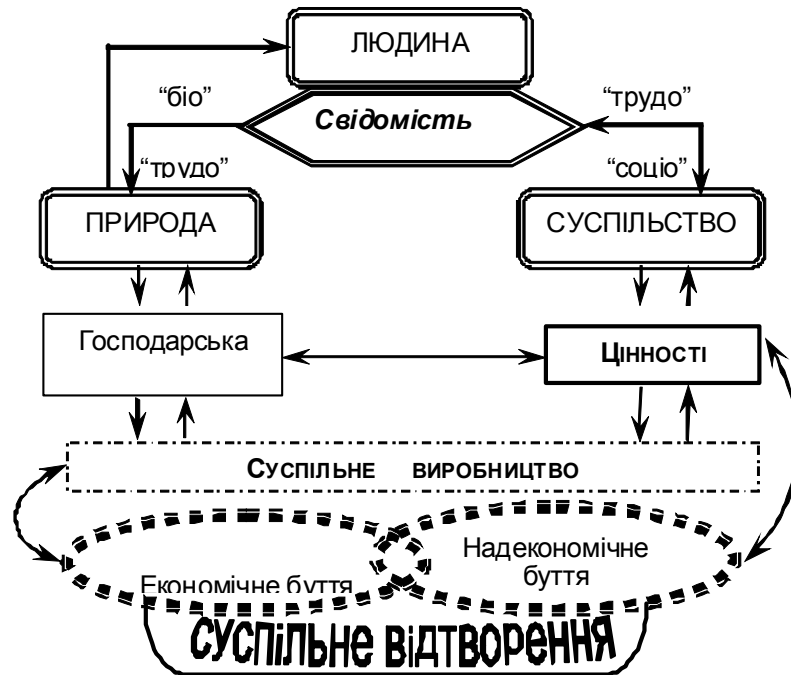 ЛЮДИНА
“біо”
“трудо”
Свідомість
“трудо”
“соціо”
ПРИРОДА
СУСПІЛЬСТВО
Господарська
ЦІННОСТІ
СУСПІЛЬНЕ ВИРОБНИЦТВО
Надекономічне
буття
Економічне буття
СУСПІЛЬНЕ ВІДТВОРЕННЯ